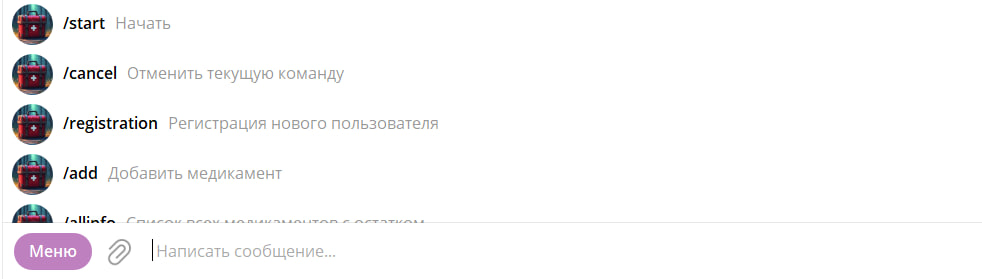 /start Начать
/cancel Отменить текущую команду
/registration Регистрация нового пользователя
/add Добавить медикамент
/allinfo Список всех медикаментов с остатком
Меню Написать сообщение...